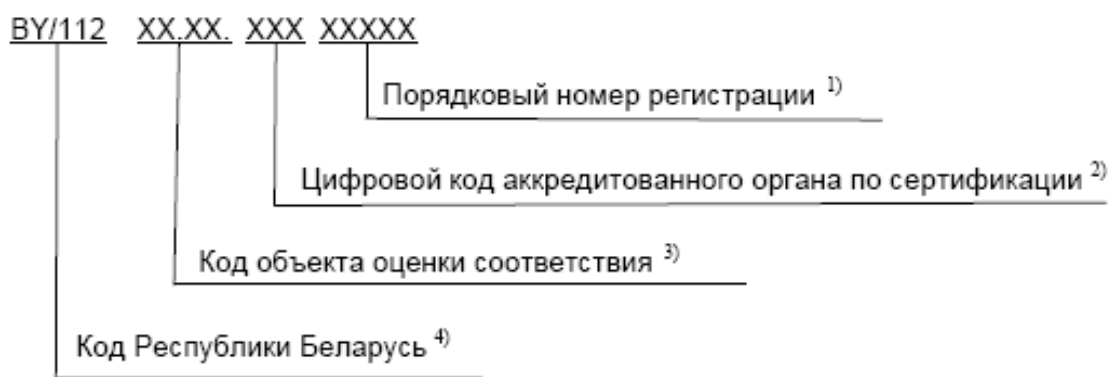 BY/112 XX.XX. XXX XXXXX
Порядковый номер регистрации 1)
Цифровой код аккредитованного органа по сертификации 2)
Код объекта оценки соответствия 3)
Код Республики Беларусь 4)